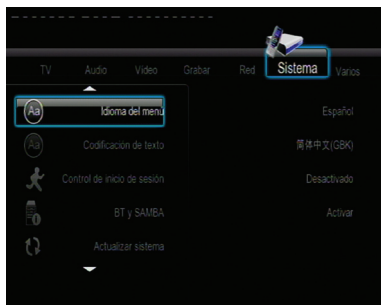 TV Audio Vídeo Grabar Red Sistema Varios
Idioma del menú Español
Codificación de texto 简体中文(GBK)
Control de inicio de sesión Desactivado
BT y SAMBA Activar
Actualizar sistema